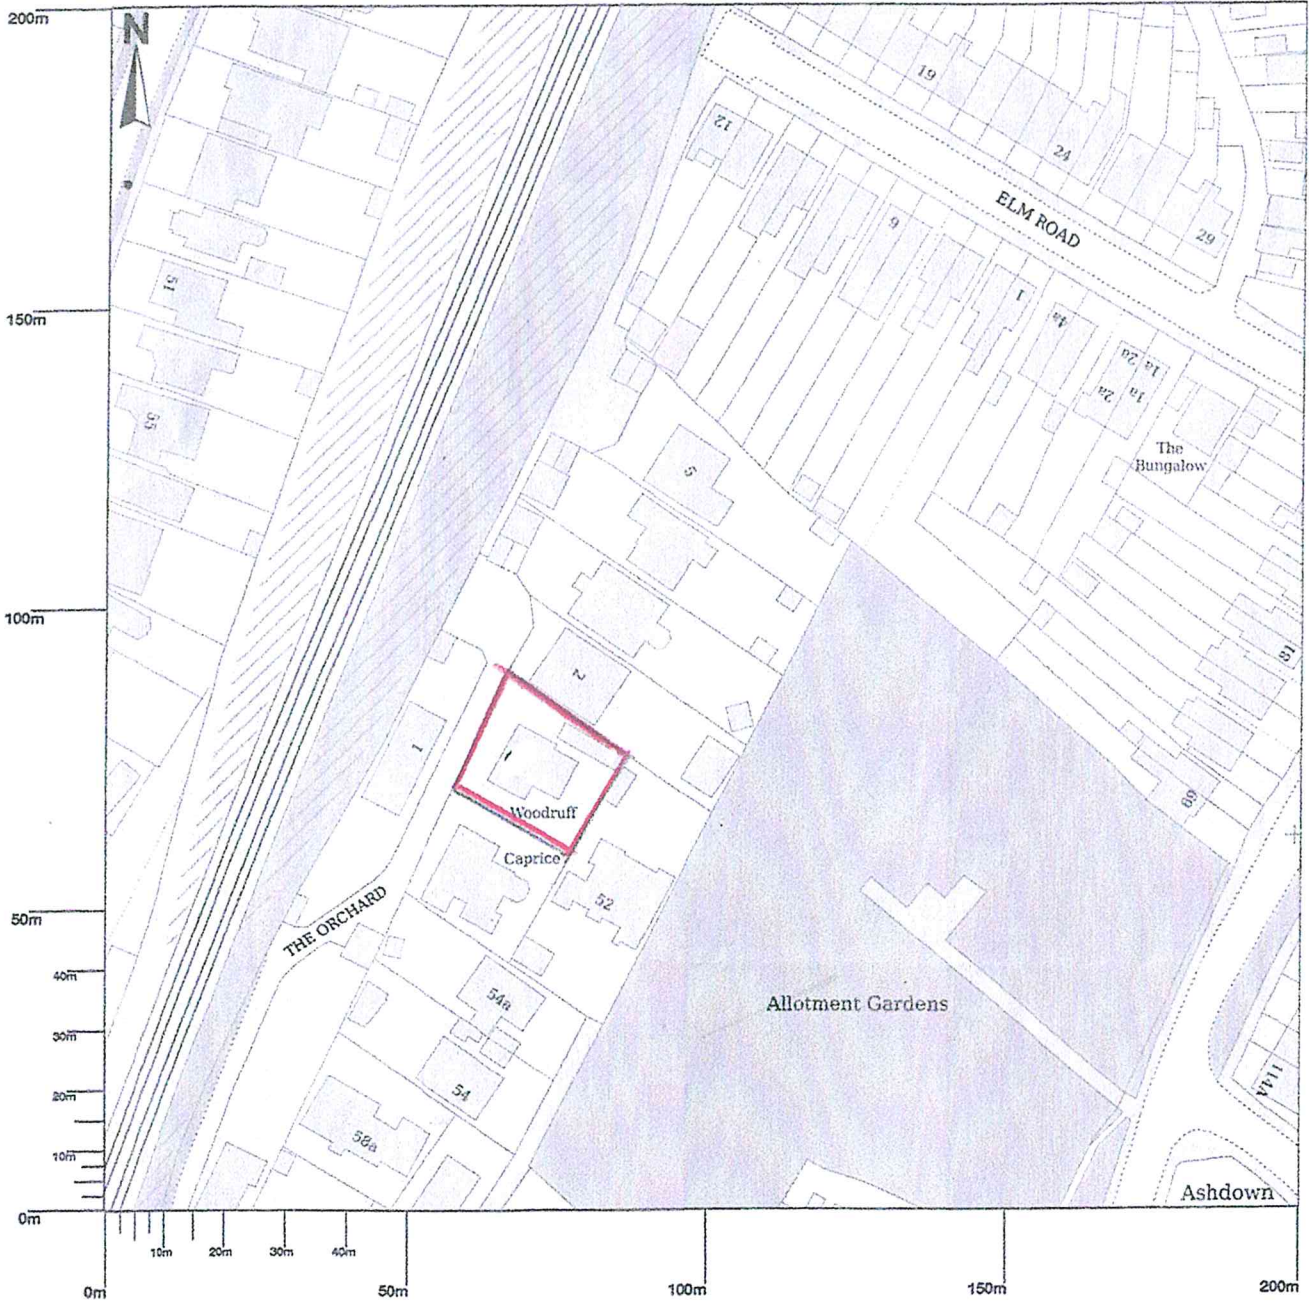 200m
N
19
12
24
ELM ROAD
9
29
51
1
150m
4a
2a 1a
2a 1a
55
The
Bungalow
5
100m
81
2
1
69
Woodruff
Caprice
52
50m
THE ORCHARD
40m
54a
Allotment Gardens
30m
54
114A
20m
58a
10m
Ashdown
0m
10m 20m 30m 40m
0m 50m 100m 150m 200m